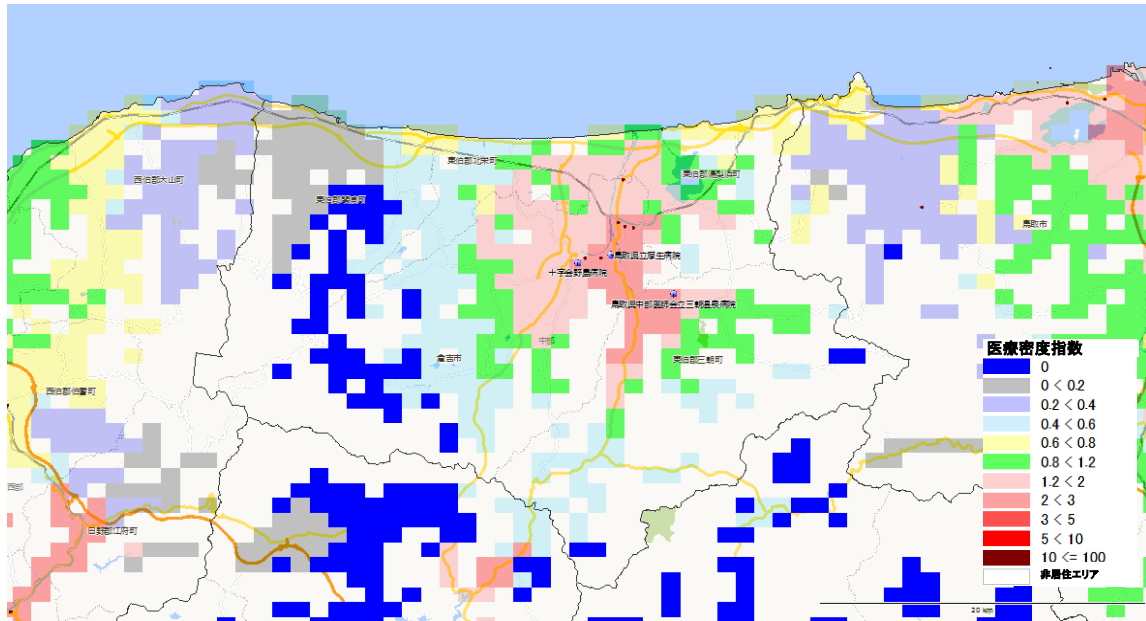 東伯郡北栄町
東伯郡湯梨浜町
西伯郡大山町
東伯郡琴浦町
鳥取市
鳥取県立厚生病院
十字会野島病院
鳥取県中部医師会立三朝温泉病院
中部
倉吉市
東伯郡三朝町
西伯郡伯耆町
西部
日野郡江府町
医療密度指数
0
0 < 0.2
0.2 < 0.4
0.4 < 0.6
0.6 < 0.8
0.8 < 1.2
1.2 < 2
2 < 3
3 < 5
5 < 10
10 <= 100
非居住エリア
20 km